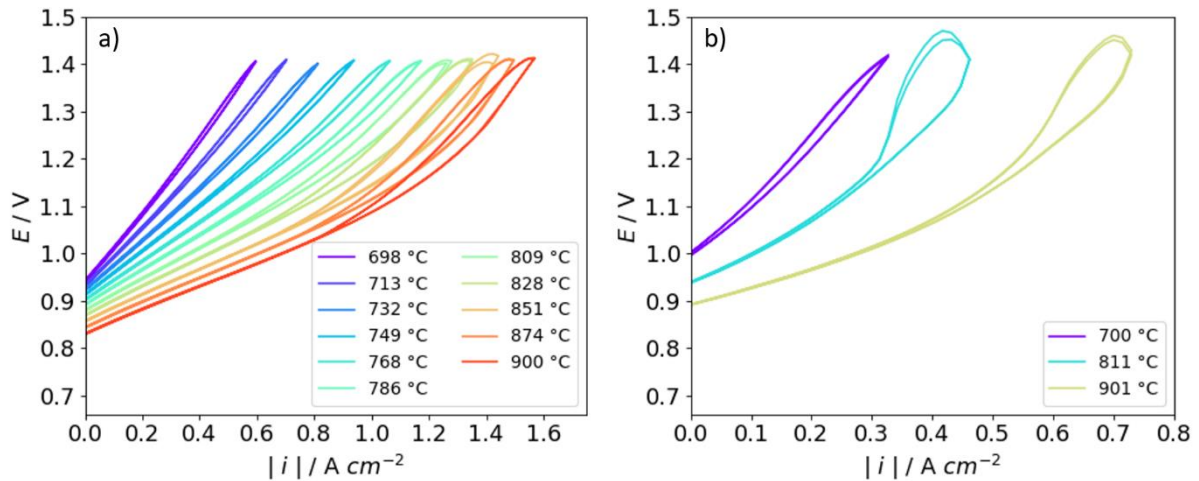 a)
1.5
1.4
1.3
1.2
1.1
1.0
0.9
0.8
0.7
E / V
698 °C
713 °C
732 °C
749 °C
768 °C
786 °C
809 °C
828 °C
851 °C
874 °C
900 °C
0.0 0.2 0.4 0.6 0.8 1.0 1.2 1.4 1.6
| i | / A cm⁻²
b)
1.5
1.4
1.3
1.2
1.1
1.0
0.9
0.8
0.7
E / V
700 °C
811 °C
901 °C
0.0 0.1 0.2 0.3 0.4 0.5 0.6 0.7 0.8
| i | / A cm⁻²